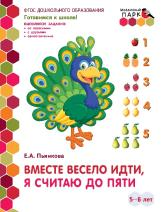 ФГОС ДОШКОЛЬНОГО ОБРАЗОВАНИЯ
Готовимся к школе!
МОЗАИЧНЫЙ
ПАРК
1
2
3
4
5
Е.А. Пьянкова
ВМЕСТЕ ВЕСЕЛО ИДТИ,
Я СЧИТАЮ ДО ПЯТИ
5–6 лет